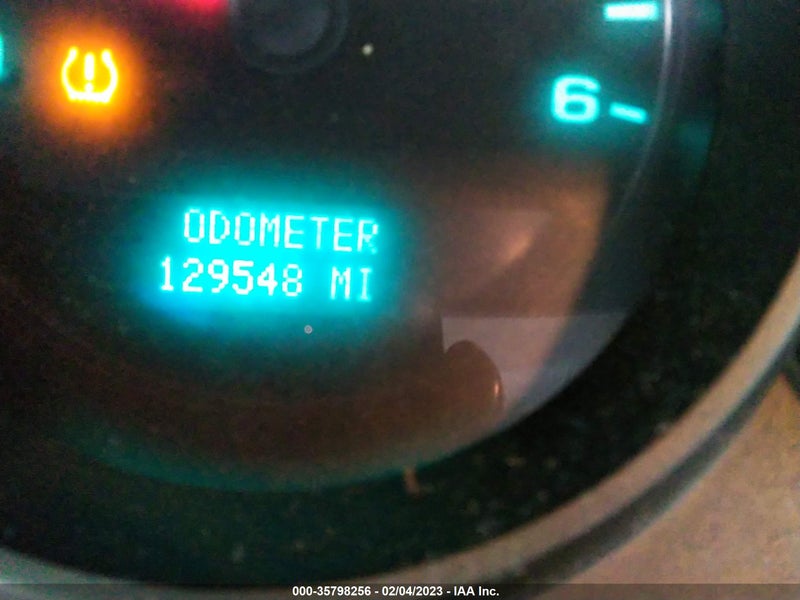 6
ODOMETER
129548 MI
000-35798256 - 02/04/2023 - IAA Inc.